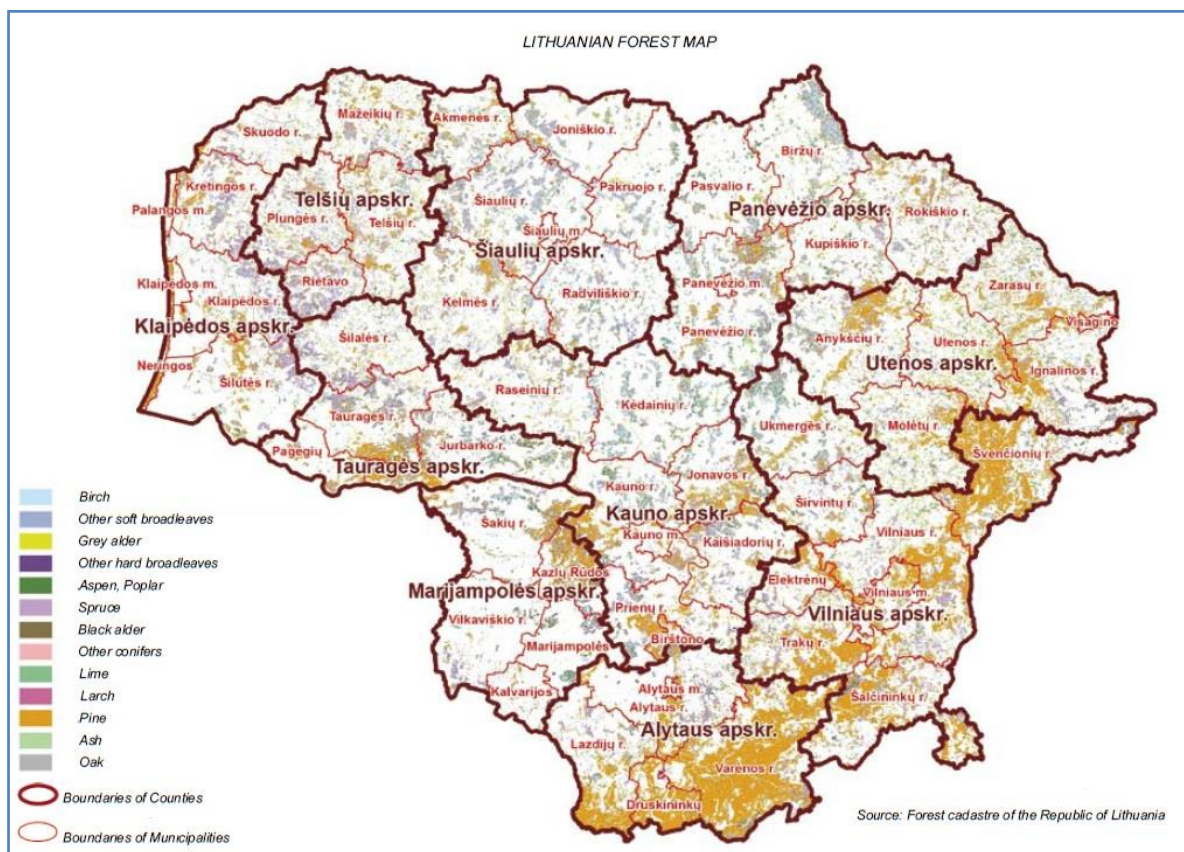 LITHUANIAN FOREST MAP
Skuodo r.
Mažeikių r.
Akmenės r.
Joniškio r.
Biržų r.
Kretingos r.
Pasvalio r.
Pakruojo r.
Palangos m.
Telšių apskr.
Šiaulių r.
Panevėžio apskr.
Rokiškio r.
Plungės r.
Telšių r.
Šiaulių m.
Šiaulių apskr.
Kupiškio r.
Klaipėdos m.
Rietavo
Klaipėdos r.
Kelmės r.
Radviliškio r.
Panevėžio m.
Zarasų r.
Klaipėdos apskr.
Panevėžio r.
Visagino
Šilalės r.
Anykščių r.
Utenos r.
Utenos apskr.
Neringos
Šilutės r.
Ignalinos r.
Raseinių r.
Kėdainių r.
Tauragės r.
Ukmergės r.
Molėtų r.
Pagėgių
Jurbarko r.
Švenčionių r.
Tauragės apskr.
Jonavos r.
Kauno r.
Širvintų r.
Šakių r.
Kauno apskr.
Vilniaus r.
Kauno m.
Kaišiadorių r.
Kazlų Rūdos
Elektrėnų
Marijampolės apskr.
Vilniaus m.
Prienų r.
Vilniaus apskr.
Vilkaviškio r.
Birštono
Marijampolės
Trakų r.
Kalvarijos
Alytaus m.
Šalčininkų r.
Alytaus r.
Alytaus apskr.
Lazdijų r.
Varėnos r.
Druskininkų
Birch
Other soft broadleaves
Grey alder
Other hard broadleaves
Aspen, Poplar
Spruce
Black alder
Other conifers
Lime
Larch
Pine
Ash
Oak
Boundaries of Counties
Boundaries of Municipalities
Source: Forest cadastre of the Republic of Lithuania